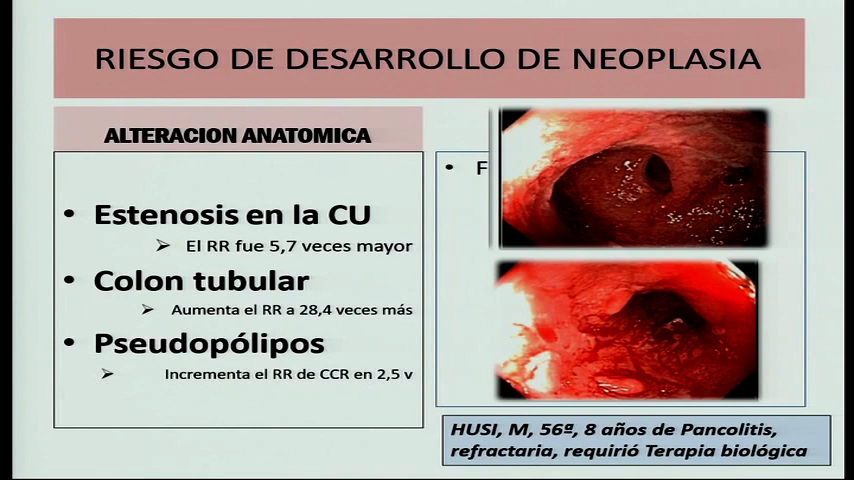 RIESGO DE DESARROLLO DE NEOPLASIA
ALTERACION ANATOMICA
• Estenosis en la CU
➢ El RR fue 5,7 veces mayor
• Colon tubular
➢ Aumenta el RR a 28,4 veces más
• Pseudopólipos
➢ Incrementa el RR de CCR en 2,5 v
• F
HUSI, M, 56ª, 8 años de Pancolitis,
refractaria, requirió Terapia biológica